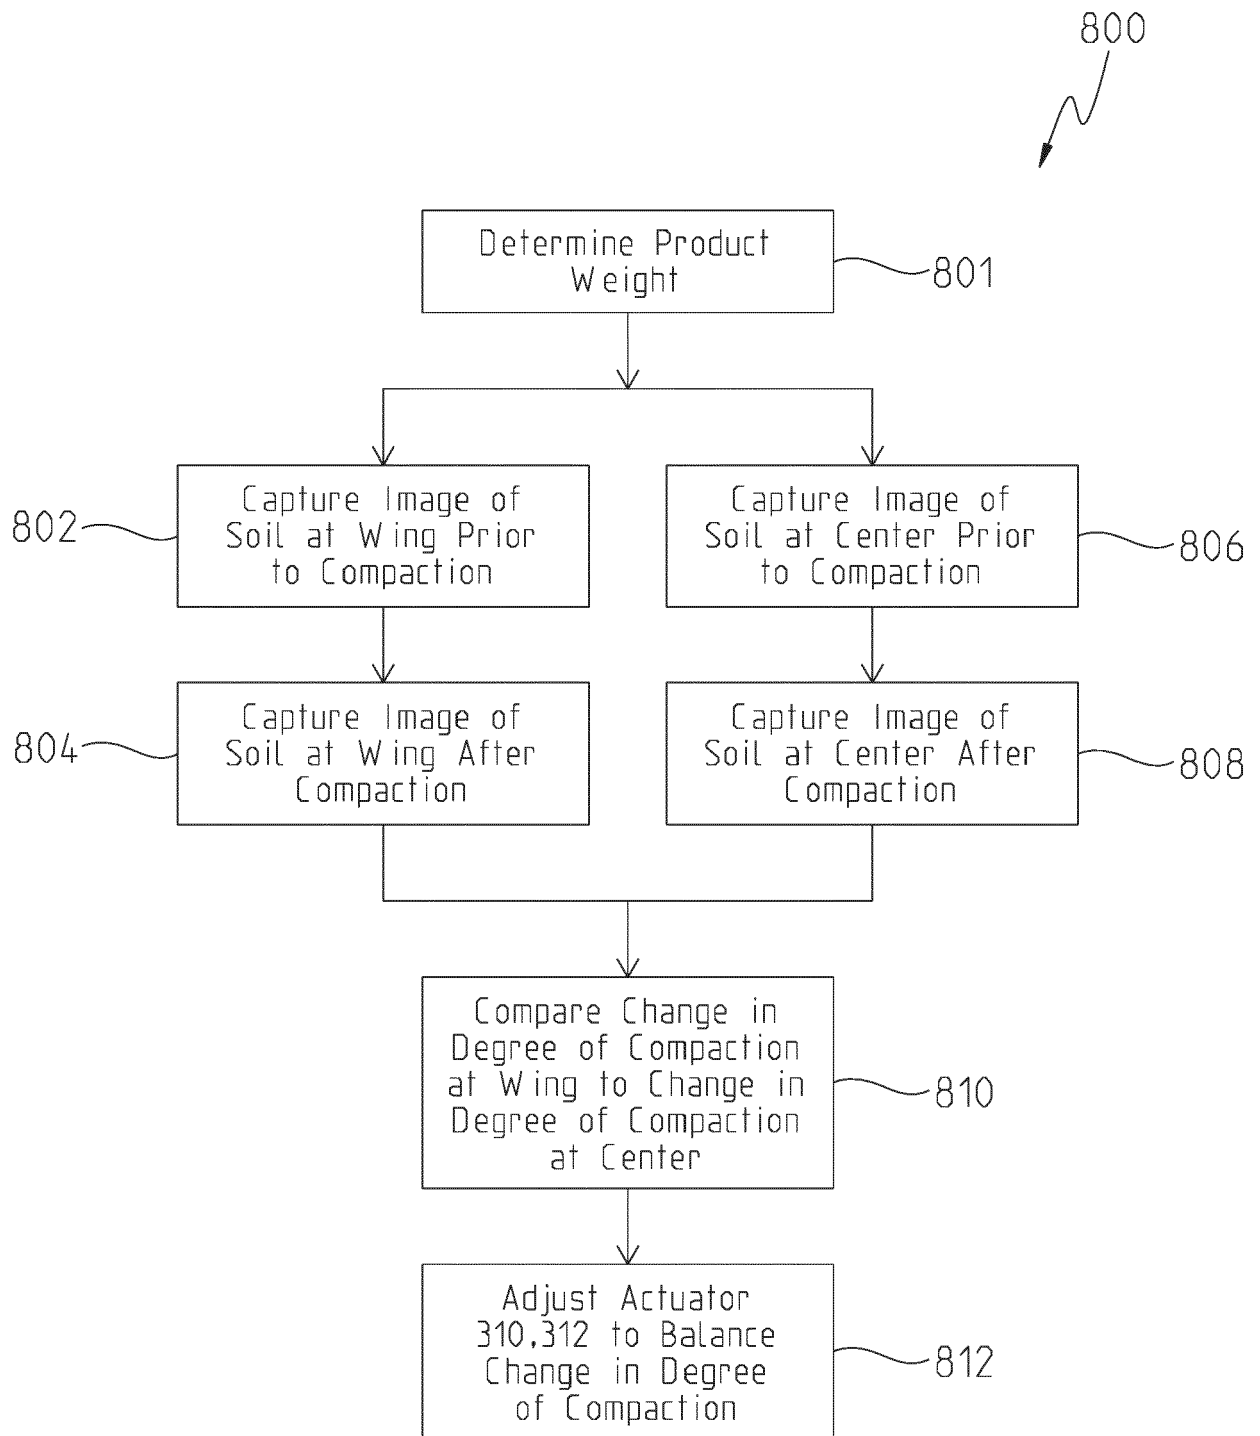 800
Determine Product
Weight
801
Capture Image of
Soil at Wing Prior
to Compaction
802
Capture Image of
Soil at Center Prior
to Compaction
806
Capture Image of
Soil at Wing After
Compaction
804
Capture Image of
Soil at Center After
Compaction
808
Compare Change in
Degree of Compaction
at Wing to Change in
Degree of Compaction
at Center
810
Adjust Actuator
310,312 to Balance
Change in Degree
of Compaction
812